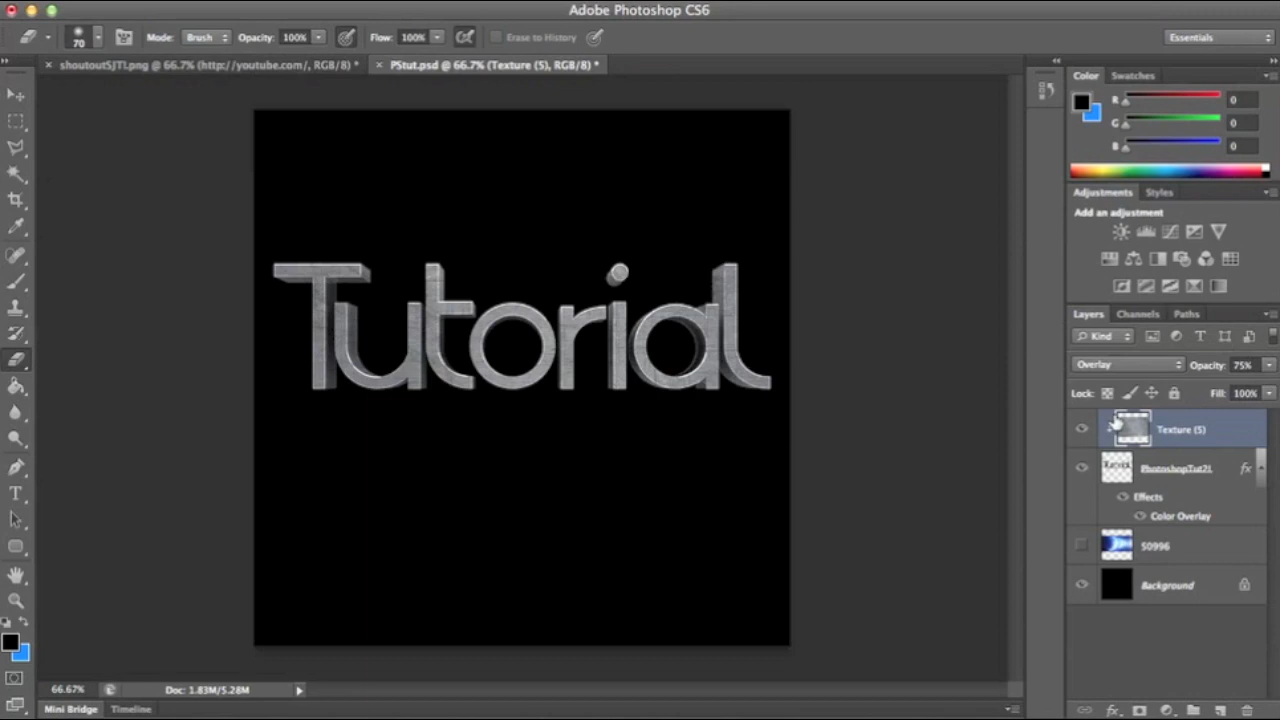 Adobe Photoshop CS6
70 Mode: Brush Opacity: 100% Flow: 100% Erase to History Essentials
× shoutoutSJTI.png @ 66.7% (http://youtube.com/, RGB/8) * × PStut.psd @ 66.7% (Texture (5), RGB/8) *
Color Swatches
R 0
G 0
B 0
Adjustments Styles
Add an adjustment
Tutorial
Layers Channels Paths
Kind
Overlay Opacity: 75%
Lock: Fill: 100%
Texture (5)
PhotoshopTut2L fx
Effects
Color Overlay
50996
Background
66.67% Doc: 1.83M/5.28M
Mini Bridge Timeline